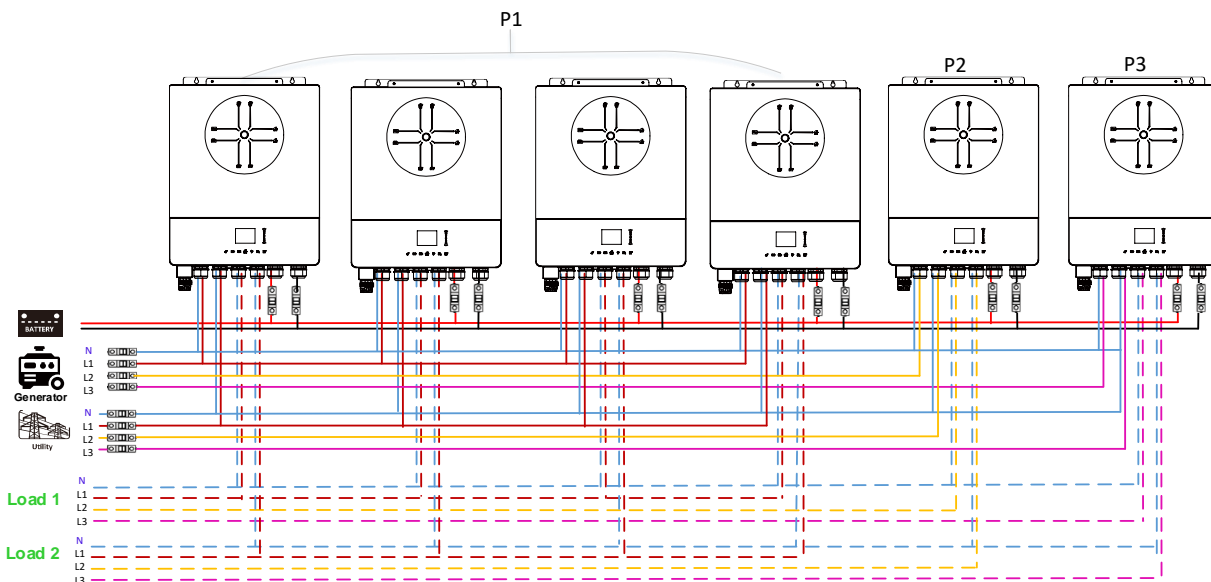 P1
P2
P3
BATTERY
N
L1
L2
L3
Generator
N
L1
L2
L3
Utility
N
Load 1
L1
L2
L3
N
Load 2
L1
L2
L3